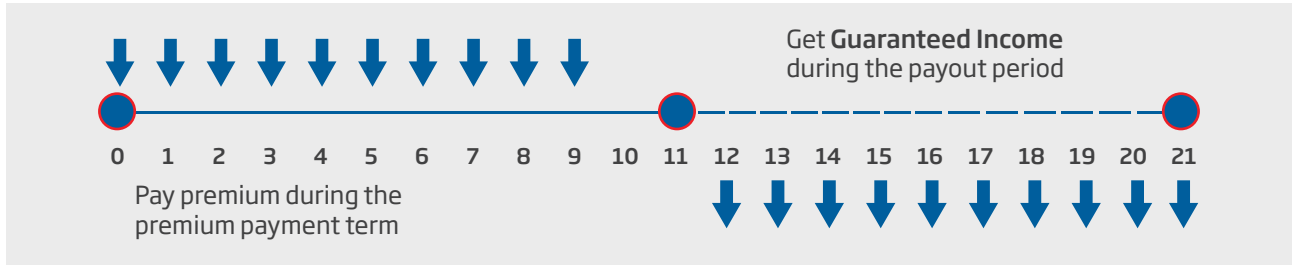 Get Guaranteed Income
during the payout period
0 1 2 3 4 5 6 7 8 9 10 11 12 13 14 15 16 17 18 19 20 21
Pay premium during the
premium payment term